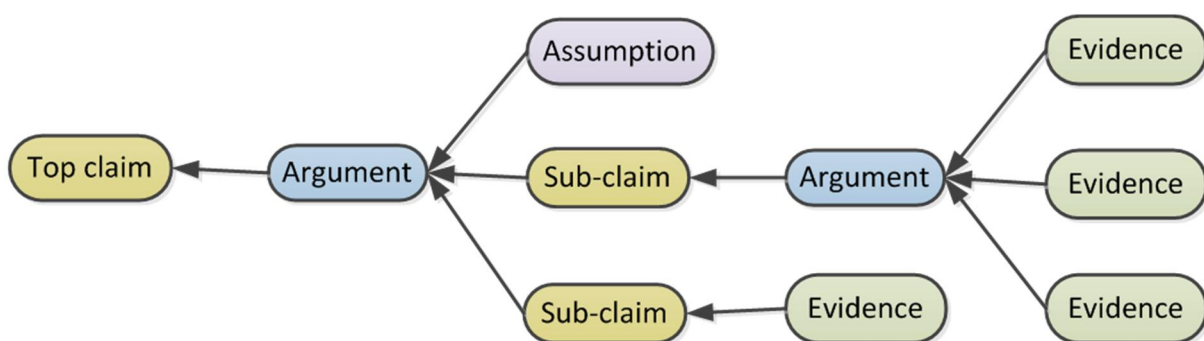 Assumption
Evidence
Top claim
Argument
Sub-claim
Argument
Evidence
Sub-claim
Evidence
Evidence